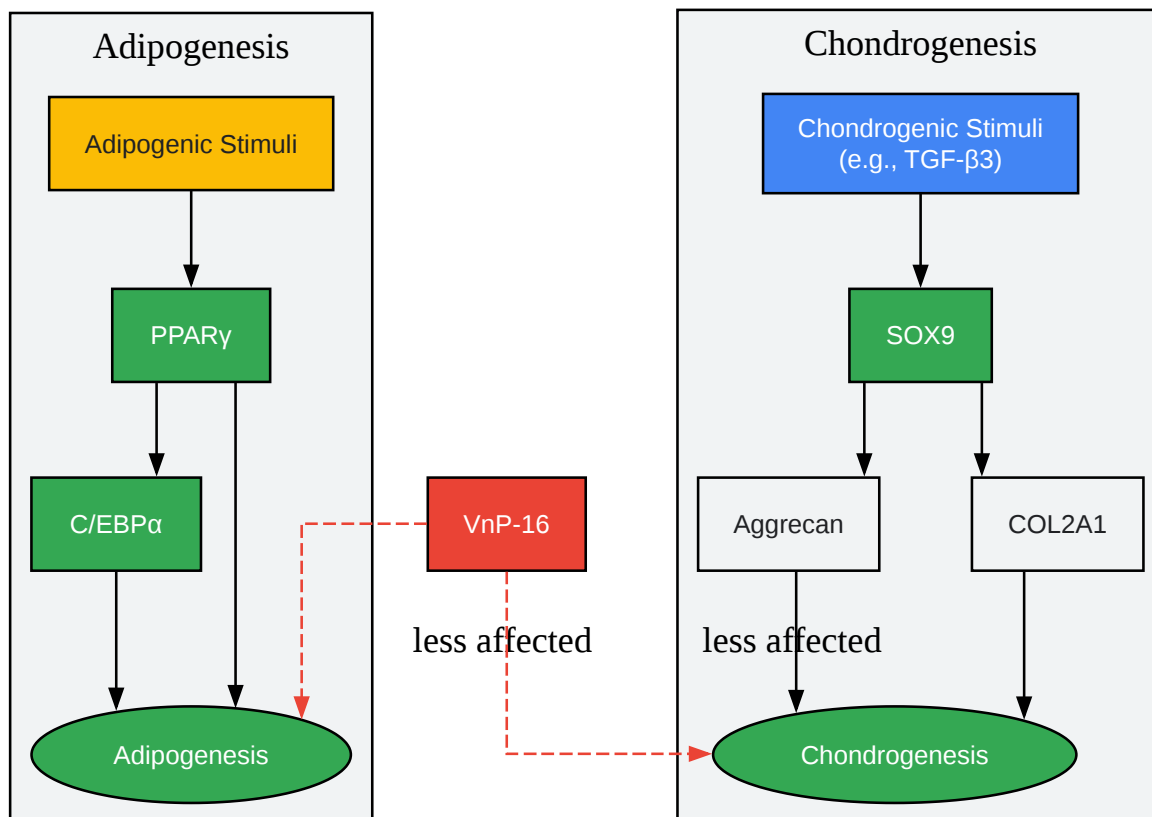 Adipogenesis
Adipogenic Stimuli
PPARγ
C/EBPα
Adipogenesis
VnP-16
less affected
Chondrogenesis
Chondrogenic Stimuli
(e.g., TGF-β3)
SOX9
Aggrecan
COL2A1
less affected
Chondrogenesis